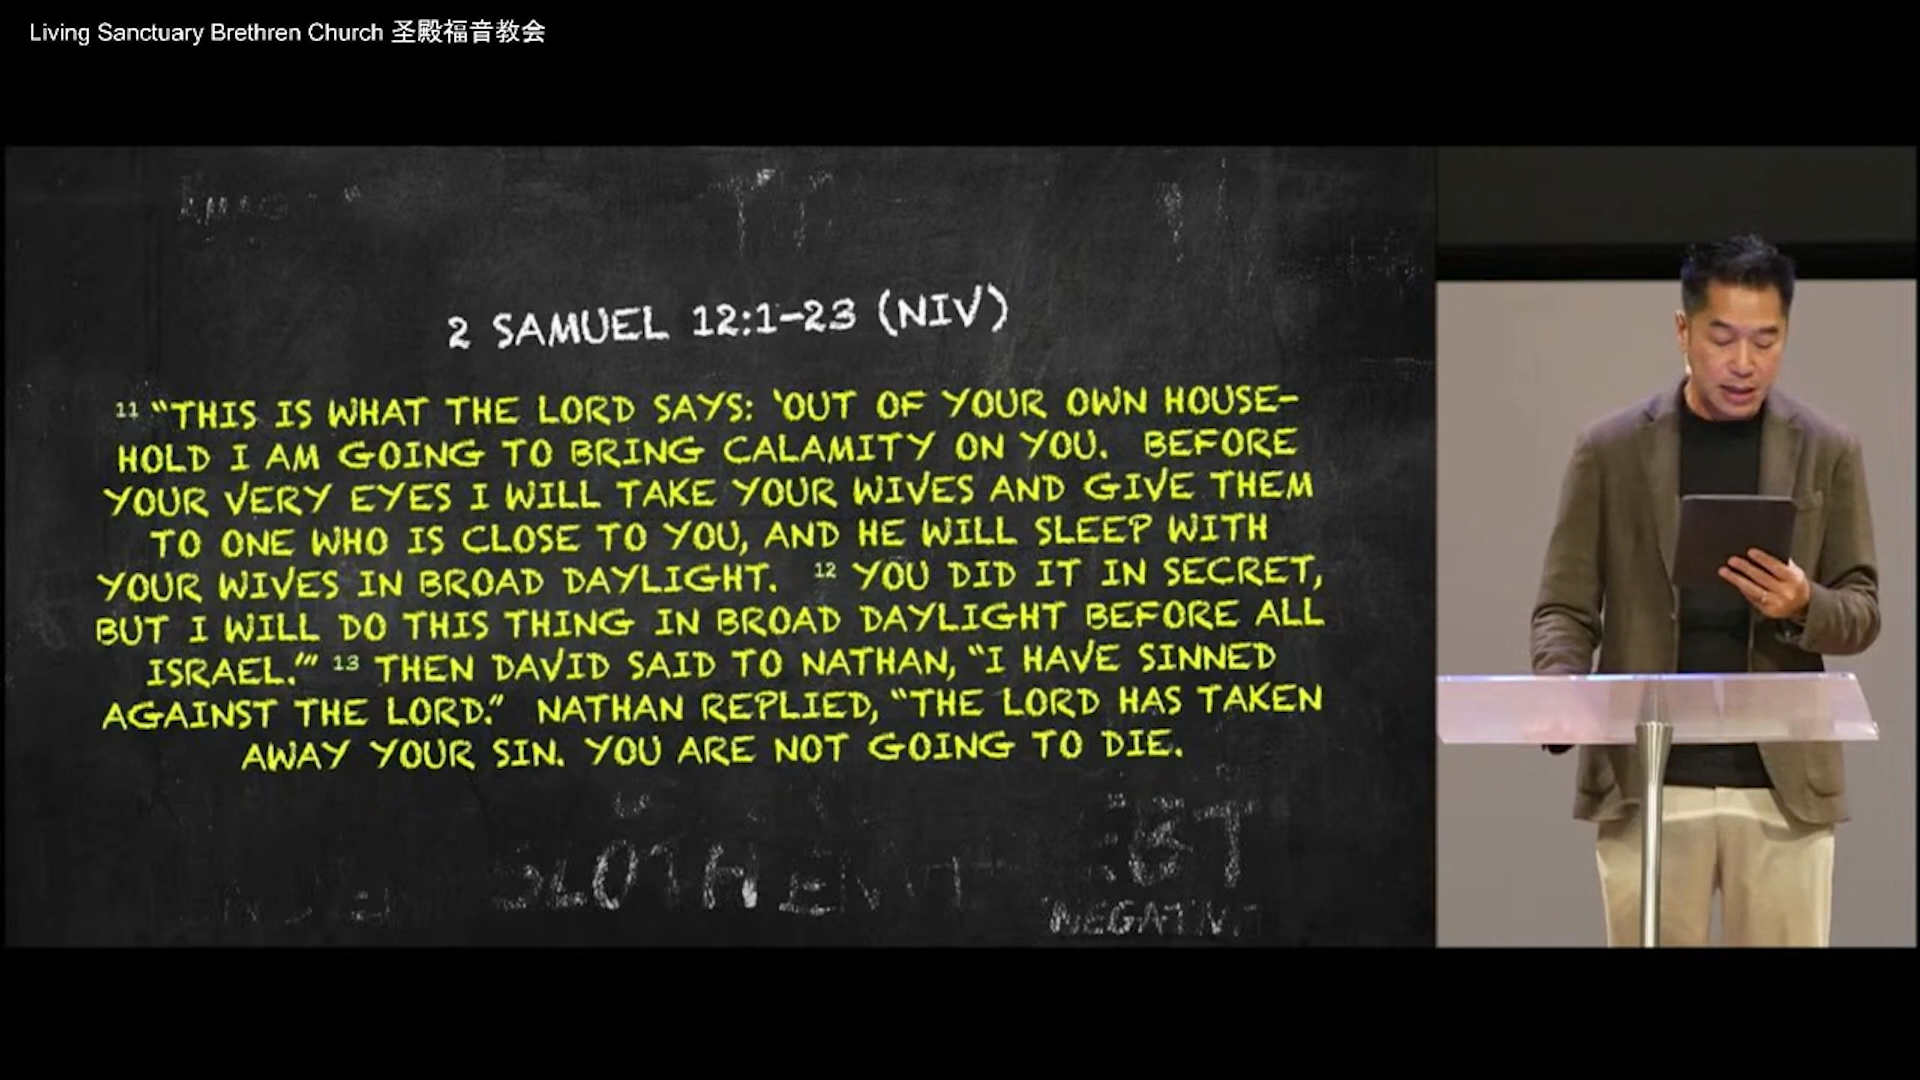 Living Sanctuary Brethren Church 圣殿福音教会
2 SAMUEL 12:1-23 (NIV)
11 "THIS IS WHAT THE LORD SAYS: 'OUT OF YOUR OWN HOUSE-
HOLD I AM GOING TO BRING CALAMITY ON YOU. BEFORE
YOUR VERY EYES I WILL TAKE YOUR WIVES AND GIVE THEM
TO ONE WHO IS CLOSE TO YOU, AND HE WILL SLEEP WITH
YOUR WIVES IN BROAD DAYLIGHT. 12 YOU DID IT IN SECRET,
BUT I WILL DO THIS THING IN BROAD DAYLIGHT BEFORE ALL
ISRAEL.'" 13 THEN DAVID SAID TO NATHAN, "I HAVE SINNED
AGAINST THE LORD." NATHAN REPLIED, "THE LORD HAS TAKEN
AWAY YOUR SIN. YOU ARE NOT GOING TO DIE.